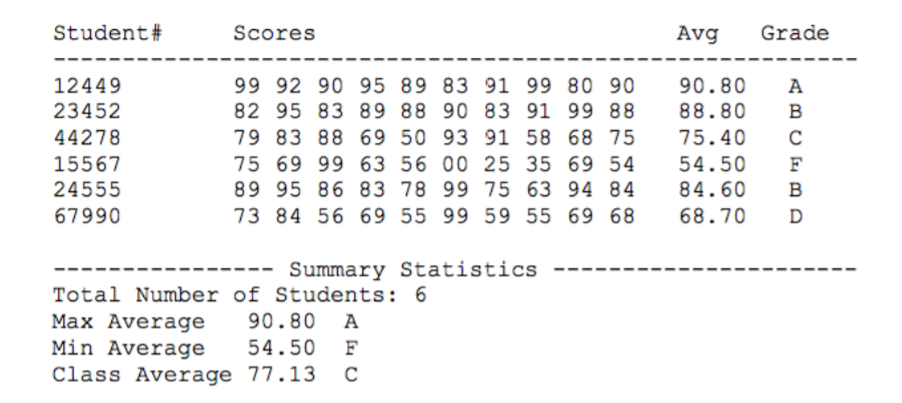 Student# Scores Avg Grade
----------------------------------------------------------
12449 99 92 90 95 89 83 91 99 80 90 90.80 A
23452 82 95 83 89 88 90 83 91 99 88 88.80 B
44278 79 83 88 69 50 93 91 58 68 75 75.40 C
15567 75 69 99 63 56 00 25 35 69 54 54.50 F
24555 89 95 86 83 78 99 75 63 94 84 84.60 B
67990 73 84 56 69 55 99 59 55 69 68 68.70 D
---------------- Summary Statistics ----------------------
Total Number of Students: 6
Max Average 90.80 A
Min Average 54.50 F
Class Average 77.13 C